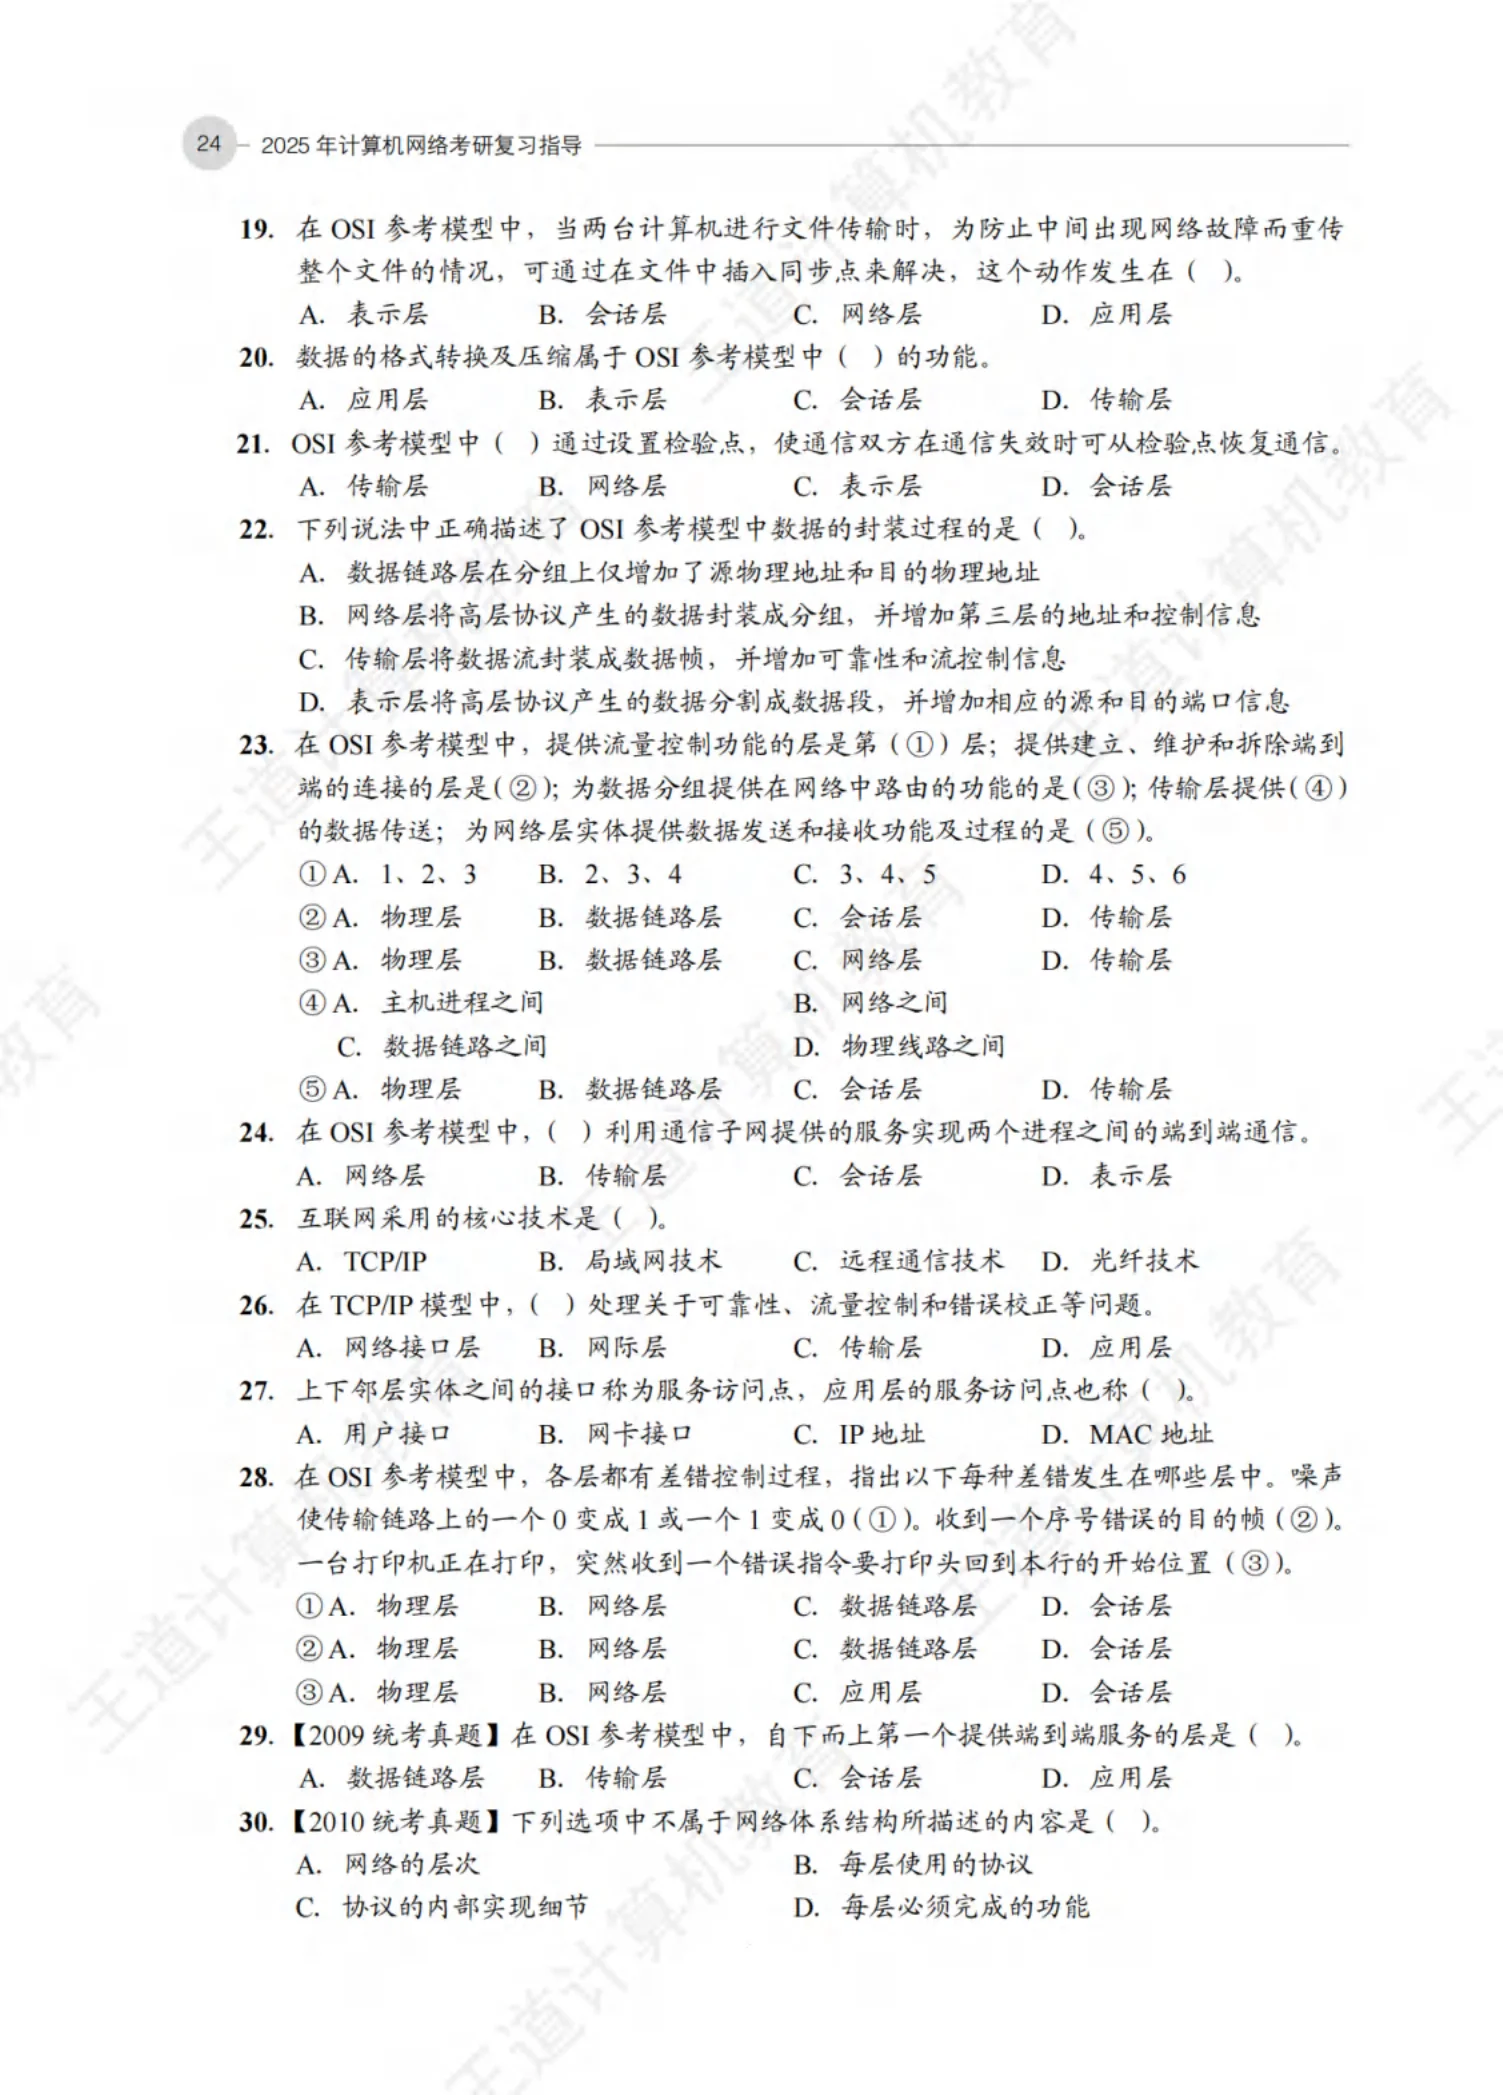 24 2025 年计算机网络考研复习指导
19. 在 OSI 参考模型中，当两台计算机进行文件传输时，为防止中间出现网络故障而重传
整个文件的情况，可通过在文件中插入同步点来解决，这个动作发生在（ ）。
A. 表示层 B. 会话层 C. 网络层 D. 应用层
20. 数据的格式转换及压缩属于 OSI 参考模型中（ ）的功能。
A. 应用层 B. 表示层 C. 会话层 D. 传输层
21. OSI 参考模型中（ ）通过设置检验点，使通信双方在通信失效时可从检验点恢复通信。
A. 传输层 B. 网络层 C. 表示层 D. 会话层
22. 下列说法中正确描述了 OSI 参考模型中数据的封装过程的是（ ）。
A. 数据链路层在分组上仅增加了源物理地址和目的物理地址
B. 网络层将高层协议产生的数据封装成分组，并增加第三层的地址和控制信息
C. 传输层将数据流封装成数据帧，并增加可靠性和流控制信息
D. 表示层将高层协议产生的数据分割成数据段，并增加相应的源和目的端口信息
23. 在 OSI 参考模型中，提供流量控制功能的层是第（①）层；提供建立、维护和拆除端到
端的连接的层是（②）；为数据分组提供在网络中路由的功能的是（③）；传输层提供（④）
的数据传送；为网络层实体提供数据发送和接收功能及过程的是（⑤）。
① A. 1、2、3 B. 2、3、4 C. 3、4、5 D. 4、5、6
② A. 物理层 B. 数据链路层 C. 会话层 D. 传输层
③ A. 物理层 B. 数据链路层 C. 网络层 D. 传输层
④ A. 主机进程之间 B. 网络之间
C. 数据链路之间 D. 物理线路之间
⑤ A. 物理层 B. 数据链路层 C. 会话层 D. 传输层
24. 在 OSI 参考模型中，（ ）利用通信子网提供的服务实现两个进程之间的端到端通信。
A. 网络层 B. 传输层 C. 会话层 D. 表示层
25. 互联网采用的核心技术是（ ）。
A. TCP/IP B. 局域网技术 C. 远程通信技术 D. 光纤技术
26. 在 TCP/IP 模型中，（ ）处理关于可靠性、流量控制和错误校正等问题。
A. 网络接口层 B. 网际层 C. 传输层 D. 应用层
27. 上下邻层实体之间的接口称为服务访问点，应用层的服务访问点也称（ ）。
A. 用户接口 B. 网卡接口 C. IP 地址 D. MAC 地址
28. 在 OSI 参考模型中，各层都有差错控制过程，指出以下每种差错发生在哪些层中。噪声
使传输链路上的一个 0 变成 1 或一个 1 变成 0（①）。收到一个序号错误的目的帧（②）。
一台打印机正在打印，突然收到一个错误指令要打印头回到本行的开始位置（③）。
① A. 物理层 B. 网络层 C. 数据链路层 D. 会话层
② A. 物理层 B. 网络层 C. 数据链路层 D. 会话层
③ A. 物理层 B. 网络层 C. 应用层 D. 会话层
29. 【2009 统考真题】在 OSI 参考模型中，自下而上第一个提供端到端服务的层是（ ）。
A. 数据链路层 B. 传输层 C. 会话层 D. 应用层
30. 【2010 统考真题】下列选项中不属于网络体系结构所描述的内容是（ ）。
A. 网络的层次 B. 每层使用的协议
C. 协议的内部实现细节 D. 每层必须完成的功能
王道计算机教育